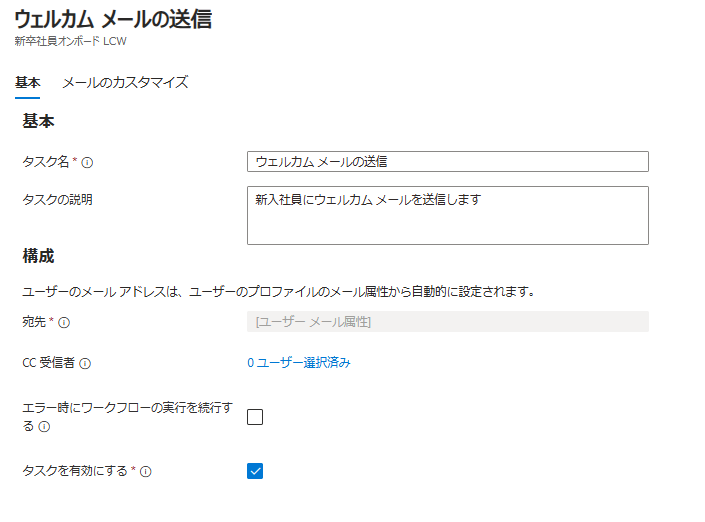 ウェルカム メールの送信
新卒社員オンボード LCW
基本 メールのカスタマイズ
基本
タスク名 * ウェルカム メールの送信
タスクの説明 新入社員にウェルカム メールを送信します
構成
ユーザーのメール アドレスは、ユーザーのプロファイルのメール属性から自動的に設定されます。
宛先 * [ユーザー メール属性]
CC 受信者 0 ユーザー選択済み
エラー時にワークフローの実行を続行す
る
タスクを有効にする *